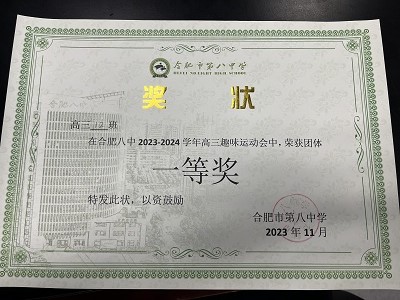 合肥市第八中学
HEFEI NO.EIGHT HIGH SCHOOL
奖 状
高三 班
在合肥八中 2023-2024 学年高三趣味运动会中，荣获团体
一等奖
特发此状，以资鼓励
合肥市第八中学
2023 年 11 月